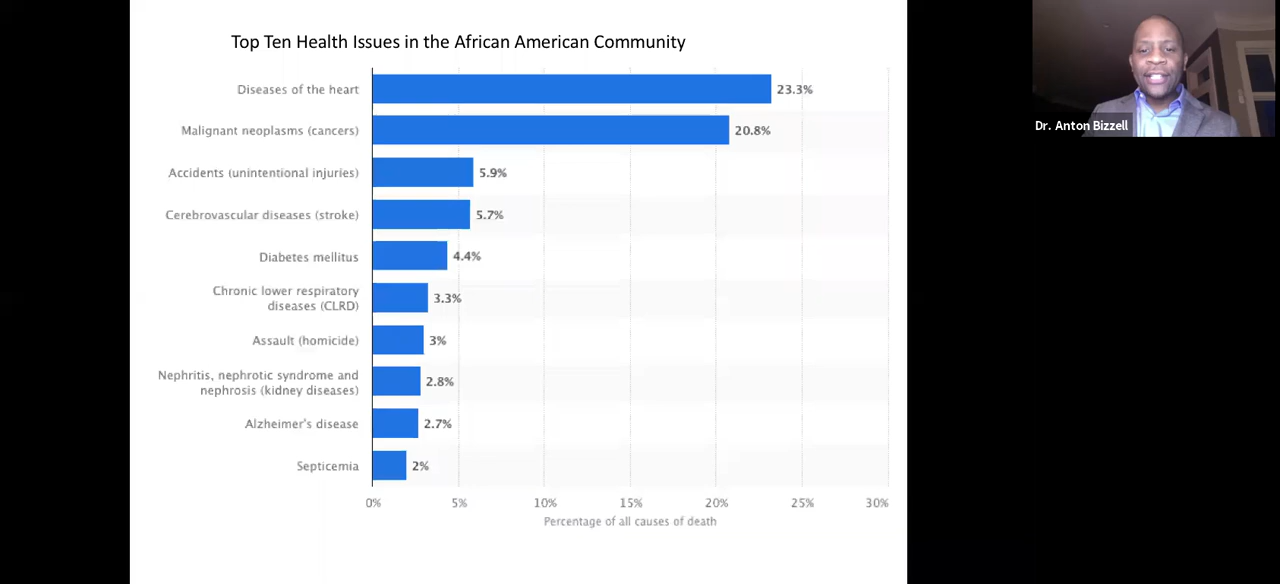 Top Ten Health Issues in the African American Community
Diseases of the heart
23.3%
Malignant neoplasms (cancers)
20.8%
Accidents (unintentional injuries)
5.9%
Cerebrovascular diseases (stroke)
5.7%
Diabetes mellitus
4.4%
Chronic lower respiratory
diseases (CLRD)
3.3%
Assault (homicide)
3%
Nephritis, nephrotic syndrome and
nephrosis (kidney diseases)
2.8%
Alzheimer's disease
2.7%
Septicemia
2%
0% 5% 10% 15% 20% 25% 30%
Percentage of all causes of death
Dr. Anton Bizzell